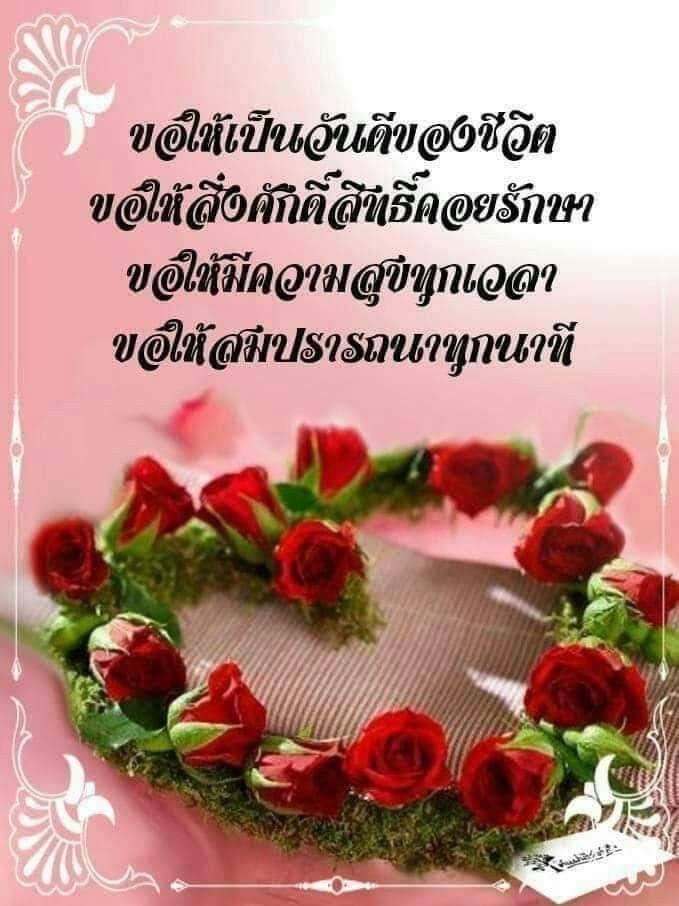 ขอให้เป็นวันดีของชีวิต
ขอให้สิ่งศักดิ์สิทธิ์คอยรักษา
ขอให้มีความสุขทุกเวลา
ขอให้สมปรารถนาทุกนาที